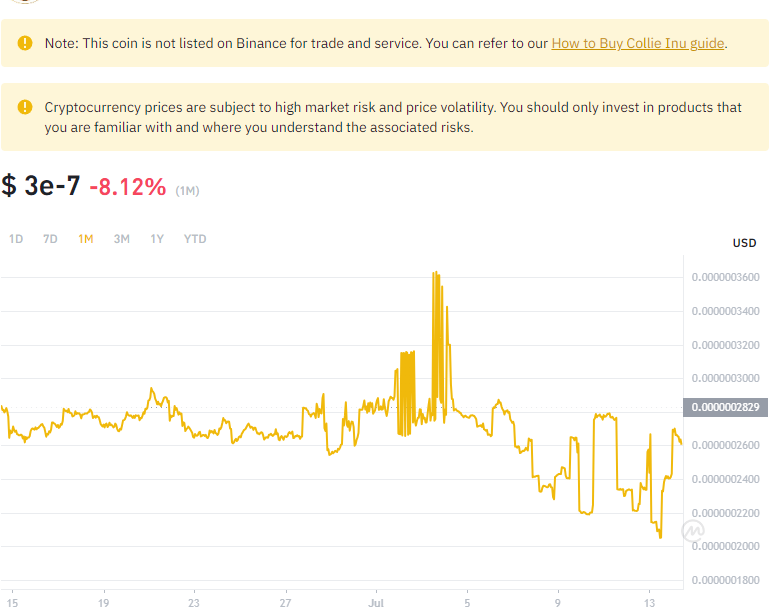 Note: This coin is not listed on Binance for trade and service. You can refer to our How to Buy Collie Inu guide.
Cryptocurrency prices are subject to high market risk and price volatility. You should only invest in products that
you are familiar with and where you understand the associated risks.
$ 3e-7 -8.12% (1M)
1D 7D 1M 3M 1Y YTD
USD
0.0000003600
0.0000003400
0.0000003200
0.0000003000
0.0000002829
0.0000002600
0.0000002400
0.0000002200
0.0000002000
0.0000001800
15 19 23 27 Jul 5 9 13